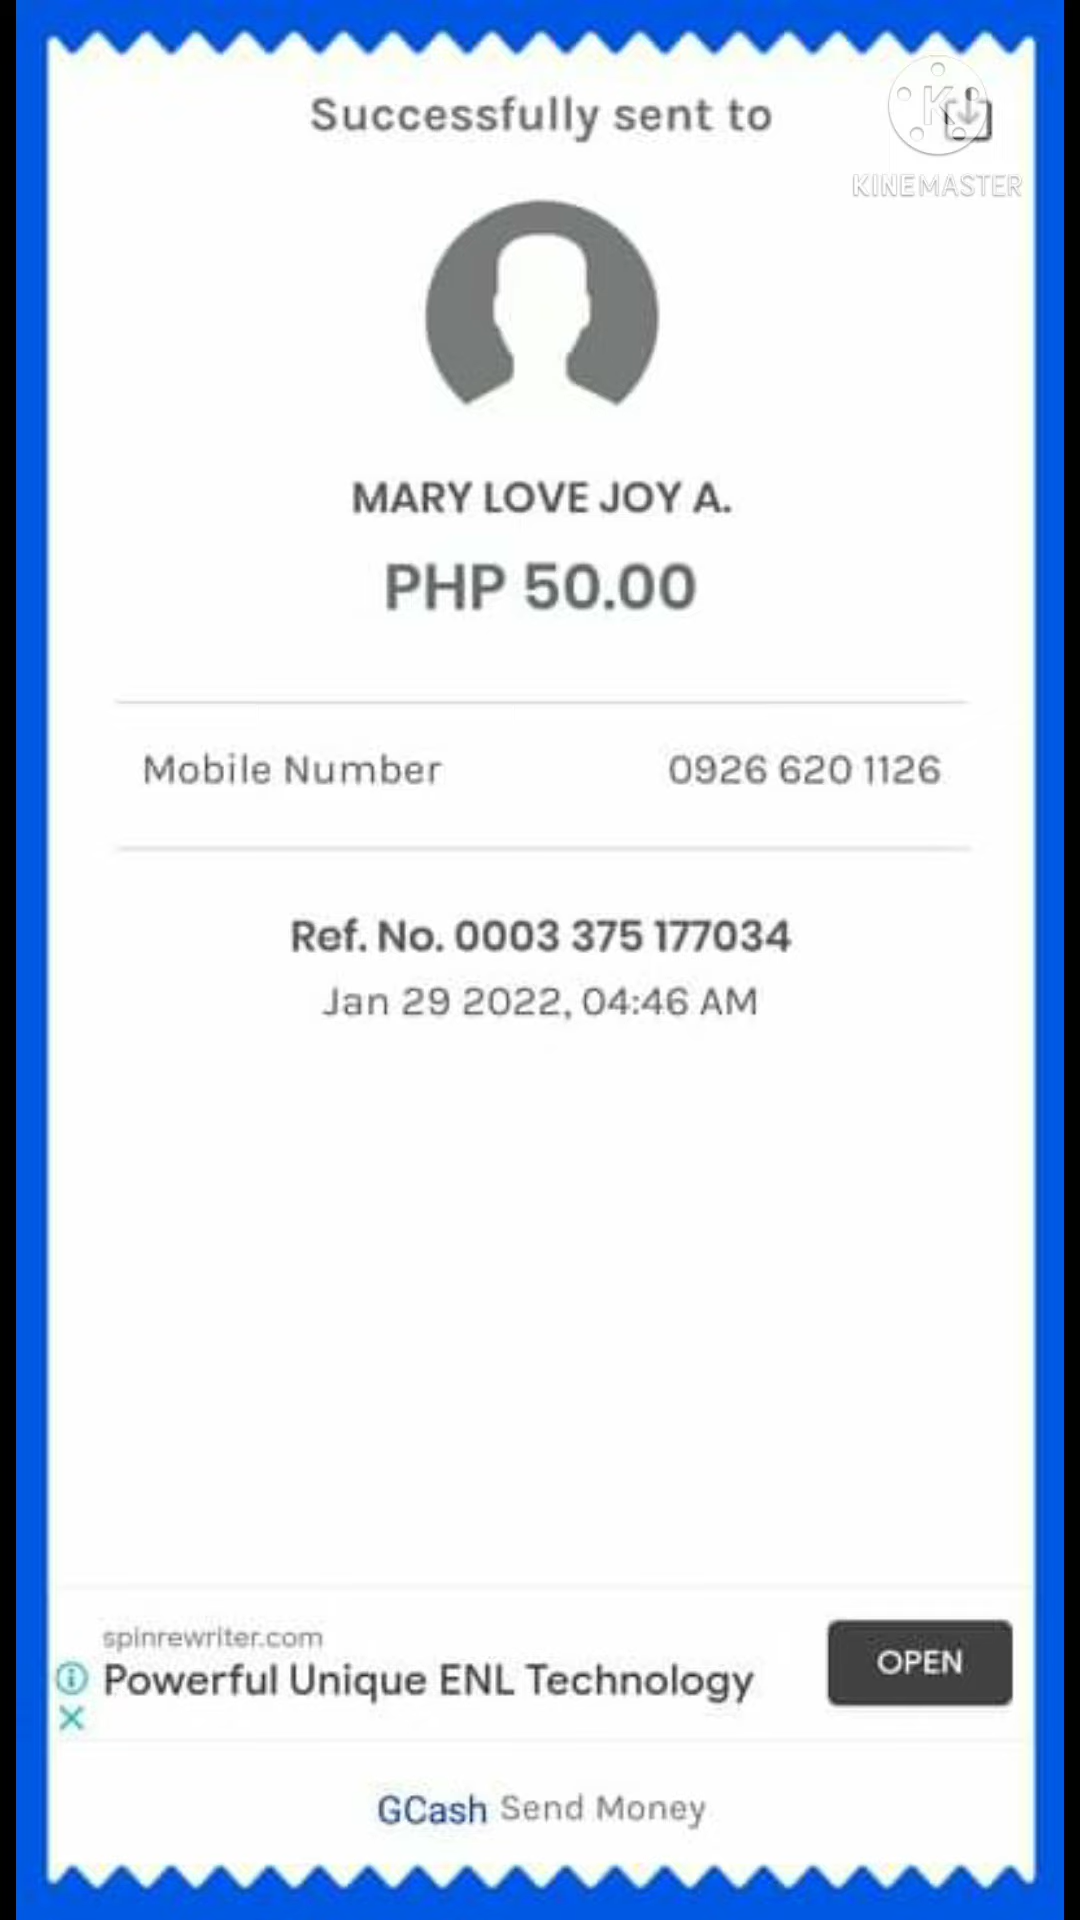 Successfully sent to
KINEMASTER
MARY LOVE JOY A.
PHP 50.00
Mobile Number 0926 620 1126
Ref. No. 0003 375 177034
Jan 29 2022, 04:46 AM
spinrewriter.com
Powerful Unique ENL Technology
OPEN
GCash Send Money